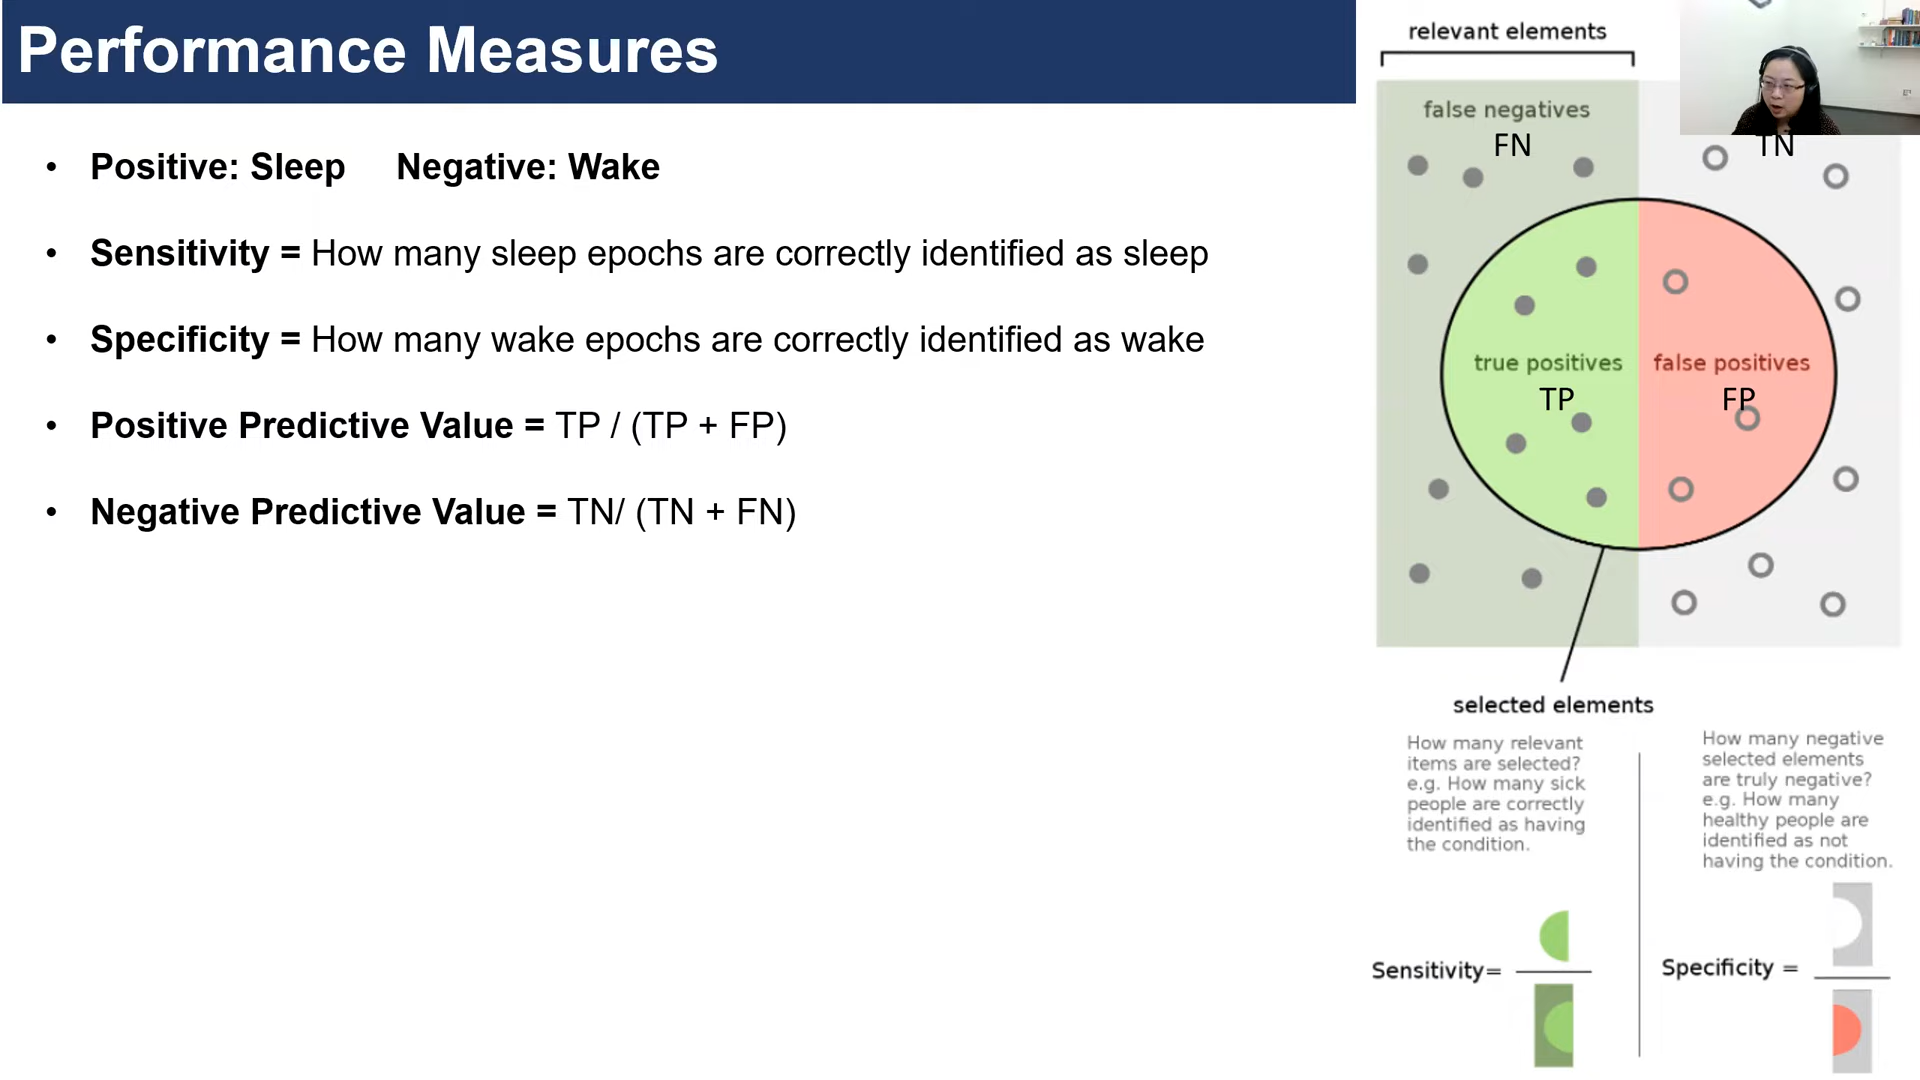 Performance Measures
• Positive: Sleep Negative: Wake
• Sensitivity = How many sleep epochs are correctly identified as sleep
• Specificity = How many wake epochs are correctly identified as wake
• Positive Predictive Value = TP / (TP + FP)
• Negative Predictive Value = TN/ (TN + FN)
relevant elements
false negatives
FN
TN
true positives
TP
false positives
FP
selected elements
How many relevant
items are selected?
e.g. How many sick
people are correctly
identified as having
the condition.
How many negative
selected elements
are truly negative?
e.g. How many
healthy people are
identified as not
having the condition.
Sensitivity=
Specificity =